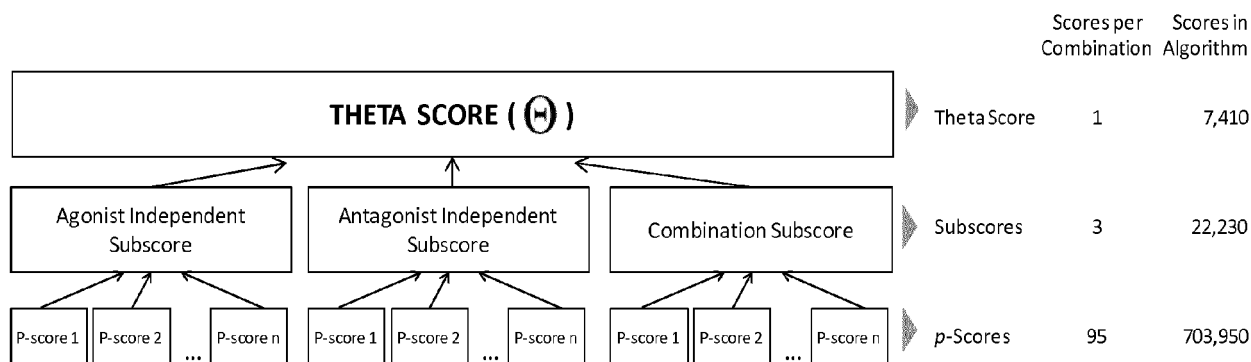 Scores per Scores in
Combination Algorithm
THETA SCORE ( Θ )
Theta Score 1 7,410
Agonist Independent
Subscore
Antagonist Independent
Subscore
Combination Subscore
Subscores 3 22,230
P-score 1 P-score 2 ... P-score n P-score 1 P-score 2 ... P-score n P-score 1 P-score 2 ... P-score n
p-Scores 95 703,950